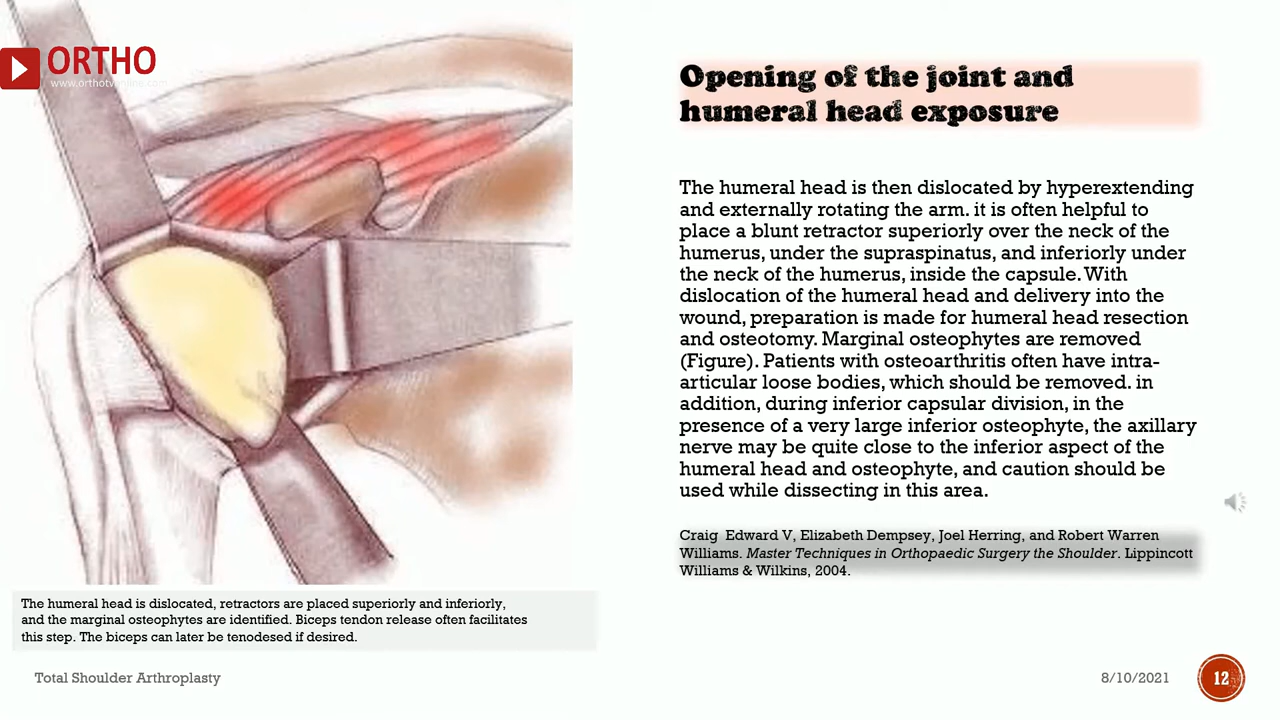 ORTHO
Opening of the joint and
humeral head exposure
The humeral head is then dislocated by hyperextending
and externally rotating the arm. it is often helpful to
place a blunt retractor superiorly over the neck of the
humerus, under the supraspinatus, and inferiorly under
the neck of the humerus, inside the capsule. With
dislocation of the humeral head and delivery into the
wound, preparation is made for humeral head resection
and osteotomy. Marginal osteophytes are removed
(Figure). Patients with osteoarthritis often have intra-
articular loose bodies, which should be removed. in
addition, during inferior capsular division, in the
presence of a very large inferior osteophyte, the axillary
nerve may be quite close to the inferior aspect of the
humeral head and osteophyte, and caution should be
used while dissecting in this area.
Craig Edward V, Elizabeth Dempsey, Joel Herring, and Robert Warren
Williams. Master Techniques in Orthopaedic Surgery the Shoulder. Lippincott
Williams & Wilkins, 2004.
The humeral head is dislocated, retractors are placed superiorly and inferiorly,
and the marginal osteophytes are identified. Biceps tendon release often facilitates
this step. The biceps can later be tenodesed if desired.
Total Shoulder Arthroplasty
8/10/2021
12